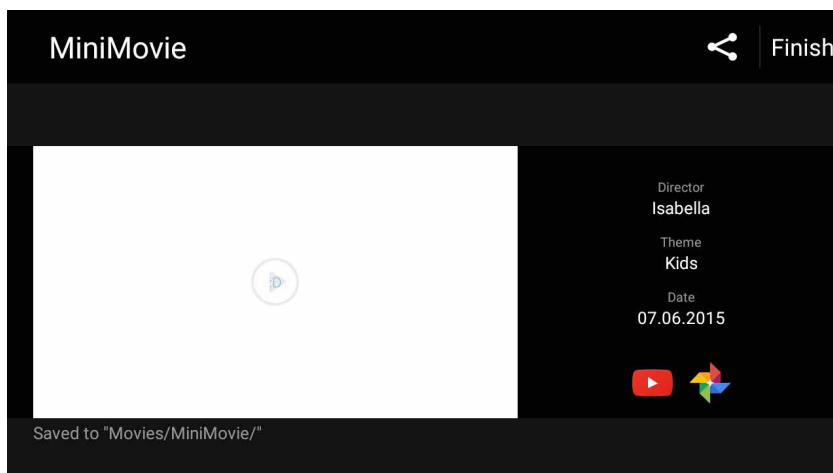 MiniMovie
Finish
:D
Director
Isabella
Theme
Kids
Date
07.06.2015
Saved to "Movies/MiniMovie/"